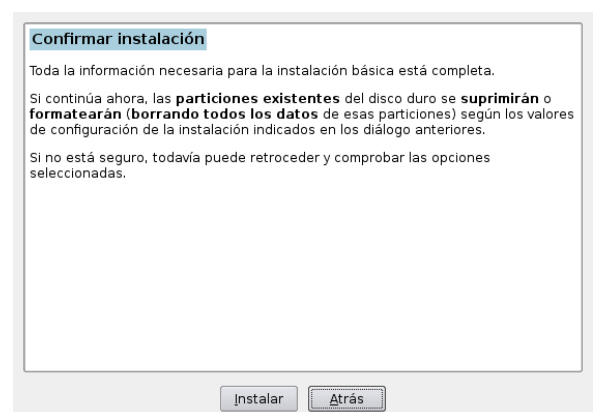 Confirmar instalación
Toda la información necesaria para la instalación básica está completa.
Si continúa ahora, las particiones existentes del disco duro se suprimirán o
formatearán (borrando todos los datos de esas particiones) según los valores
de configuración de la instalación indicados en los diálogo anteriores.
Si no está seguro, todavía puede retroceder y comprobar las opciones
seleccionadas.
Instalar
Atrás